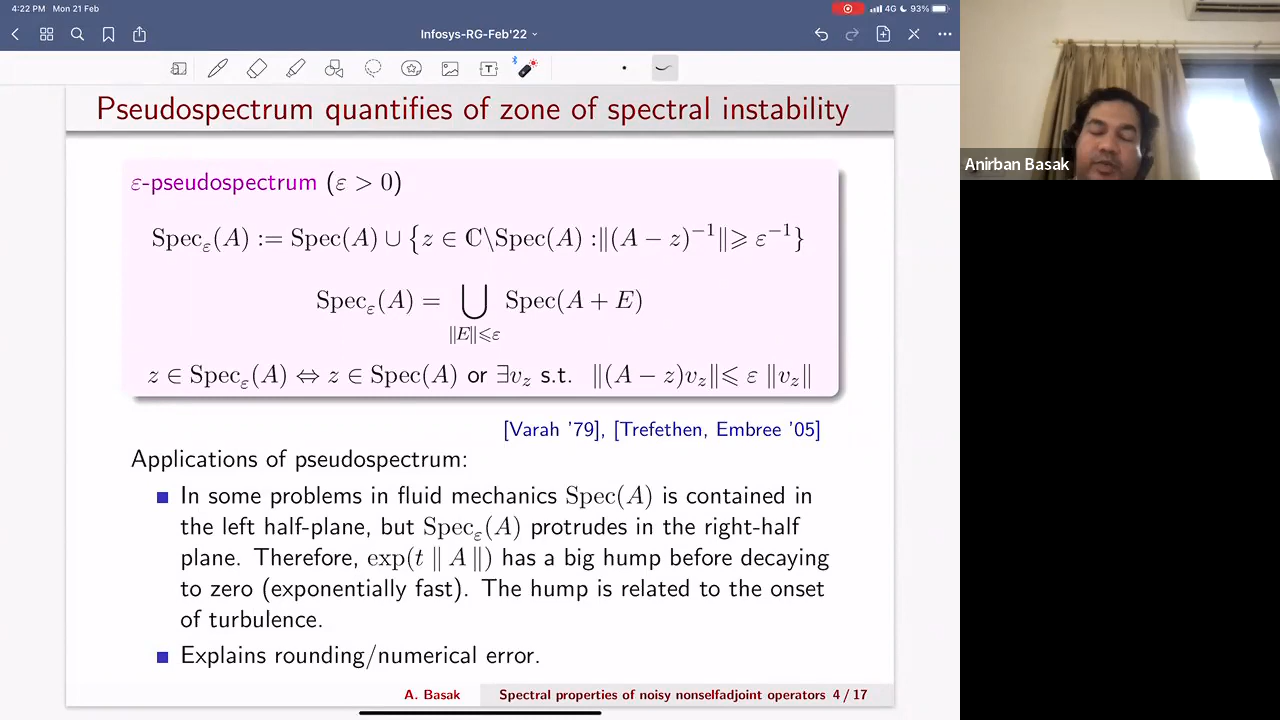 4:22 PM Mon 21 Feb
4G 93%
Infosys-RG-Feb'22
Pseudospectrum quantifies of zone of spectral instability
ε-pseudospectrum (ε > 0)
Spec_ε(A) := Spec(A) ∪ {z ∈ ℂ\Spec(A) :‖(A − z)⁻¹‖⩾ ε⁻¹}
Spec_ε(A) = ⋃_{‖E‖⩽ε} Spec(A + E)
z ∈ Spec_ε(A) ⇔ z ∈ Spec(A) or ∃v_z s.t. ‖(A − z)v_z‖⩽ ε ‖v_z‖
[Varah '79], [Trefethen, Embree '05]
Applications of pseudospectrum:
In some problems in fluid mechanics Spec(A) is contained in
the left half-plane, but Spec_ε(A) protrudes in the right-half
plane. Therefore, exp(t ‖ A ‖) has a big hump before decaying
to zero (exponentially fast). The hump is related to the onset
of turbulence.
Explains rounding/numerical error.
A. Basak Spectral properties of noisy nonselfadjoint operators 4 / 17
Anirban Basak